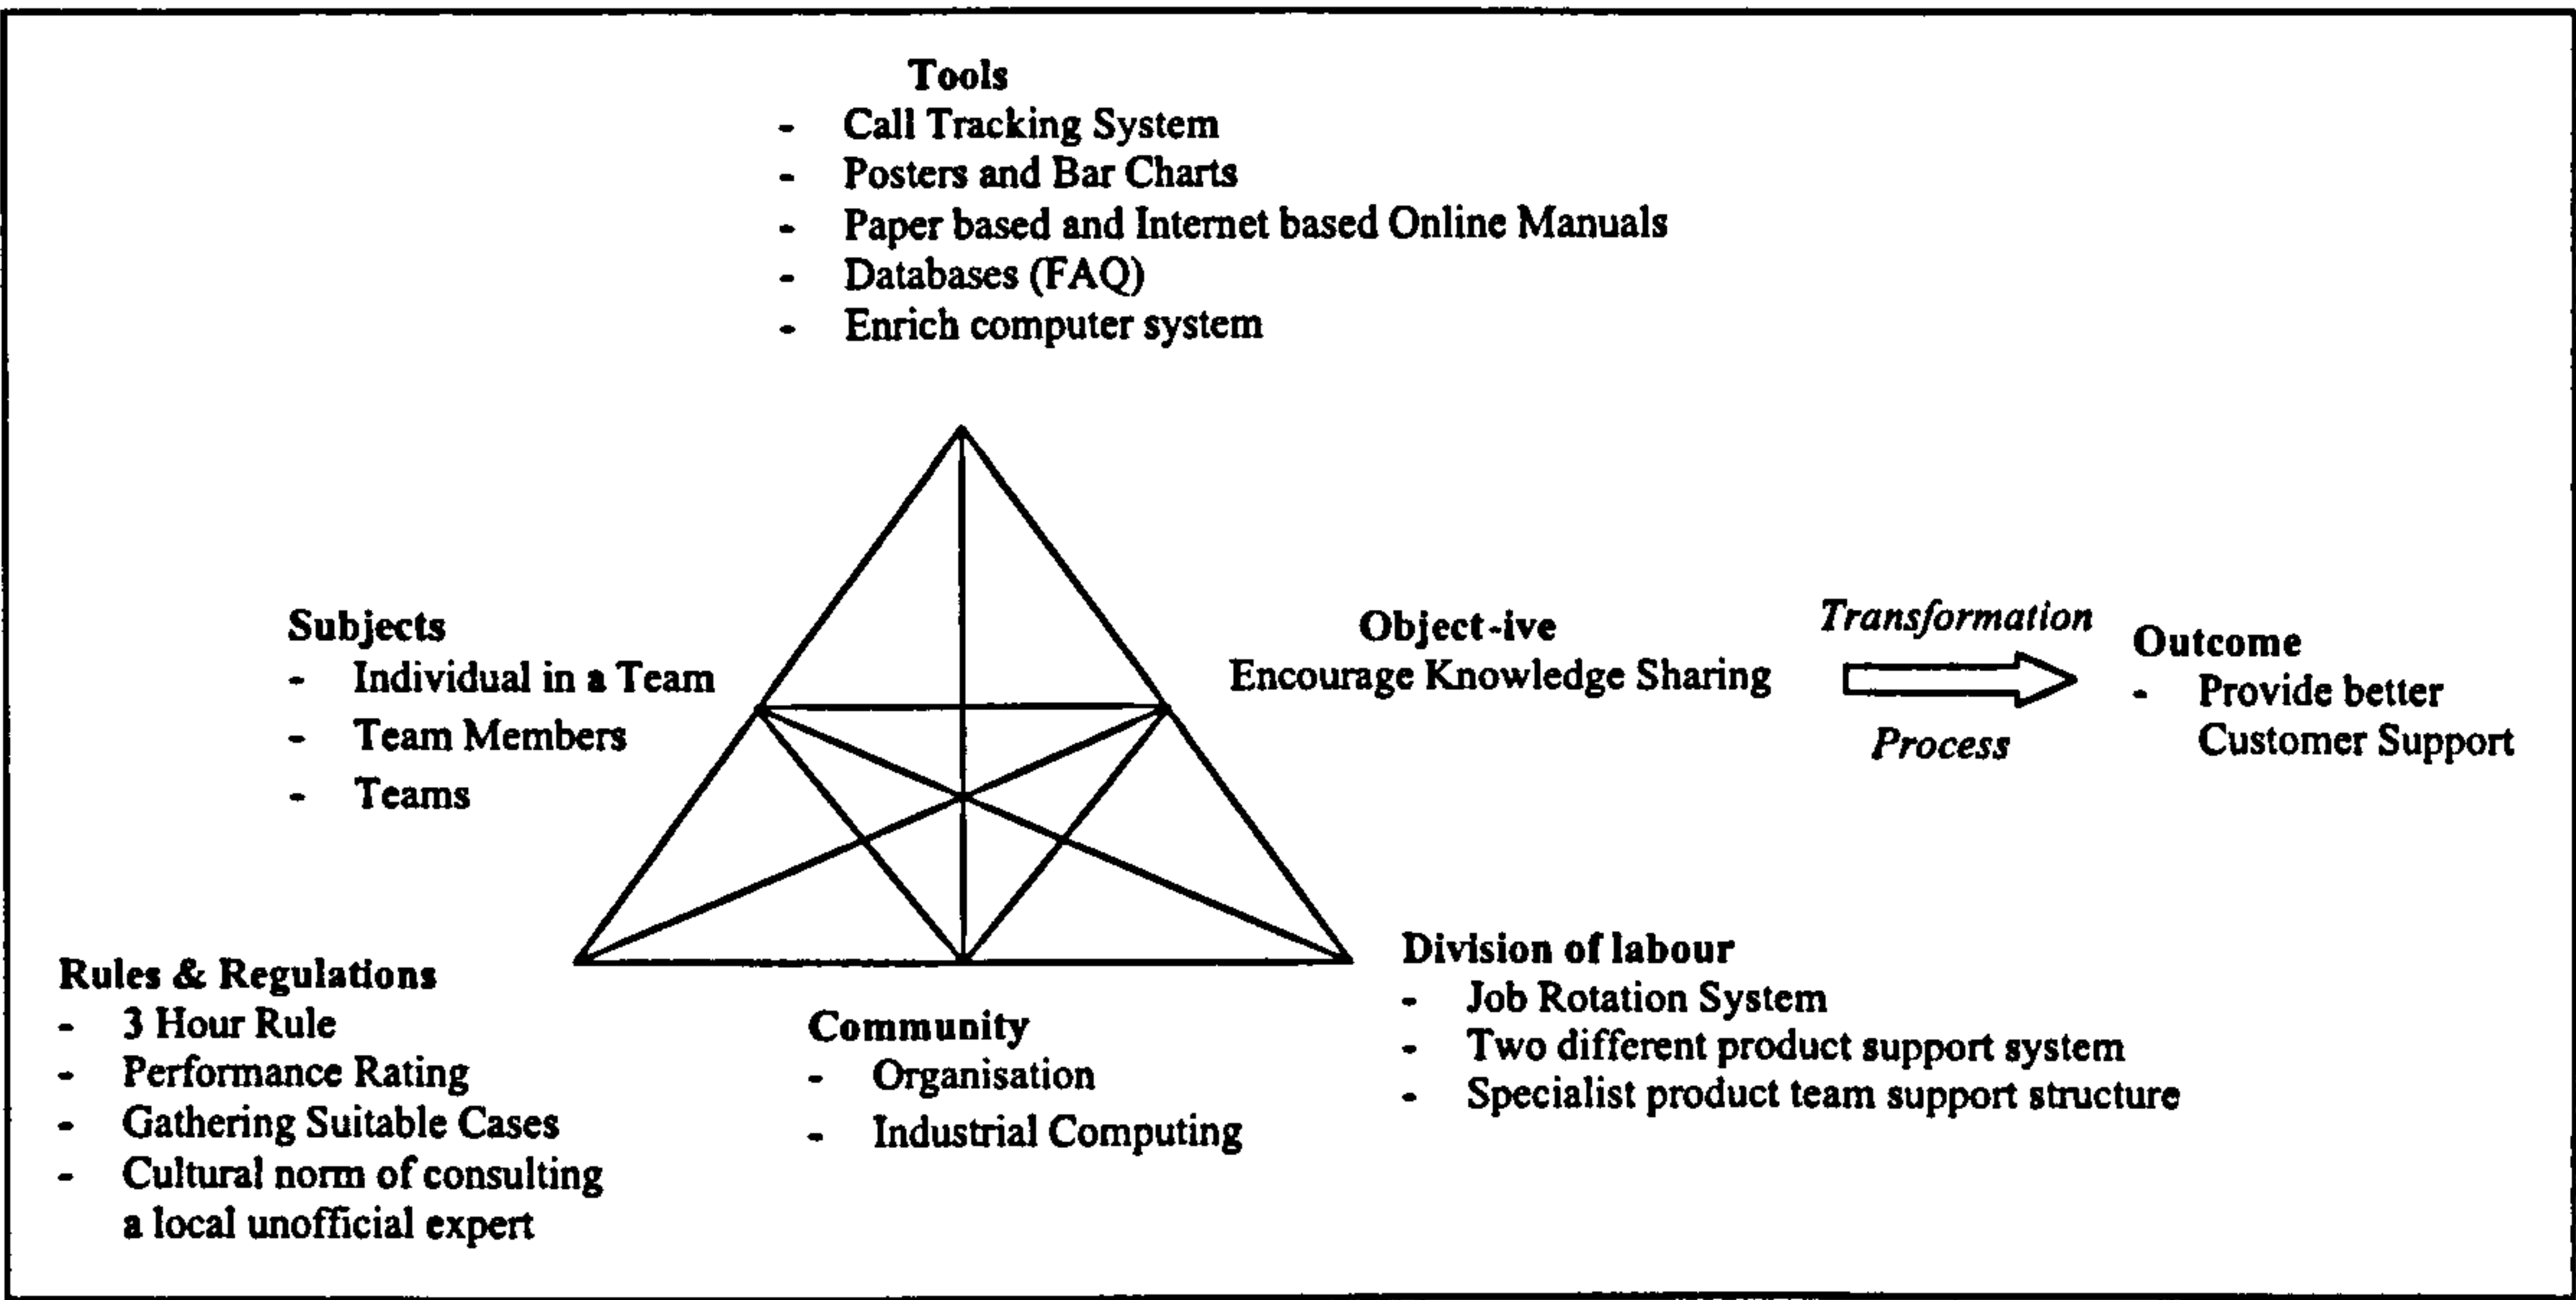 Tools
- Call Tracking System
- Posters and Bar Charts
- Paper based and Internet based Online Manuals
- Databases (FAQ)
- Enrich computer system
Subjects
- Individual in a Team
- Team Members
- Teams
Object-ive
Encourage Knowledge Sharing
Transformation
Process
Outcome
- Provide better
Customer Support
Rules & Regulations
- 3 Hour Rule
- Performance Rating
- Gathering Suitable Cases
- Cultural norm of consulting
a local unofficial expert
Community
- Organisation
- Industrial Computing
Division of labour
- Job Rotation System
- Two different product support system
- Specialist product team support structure